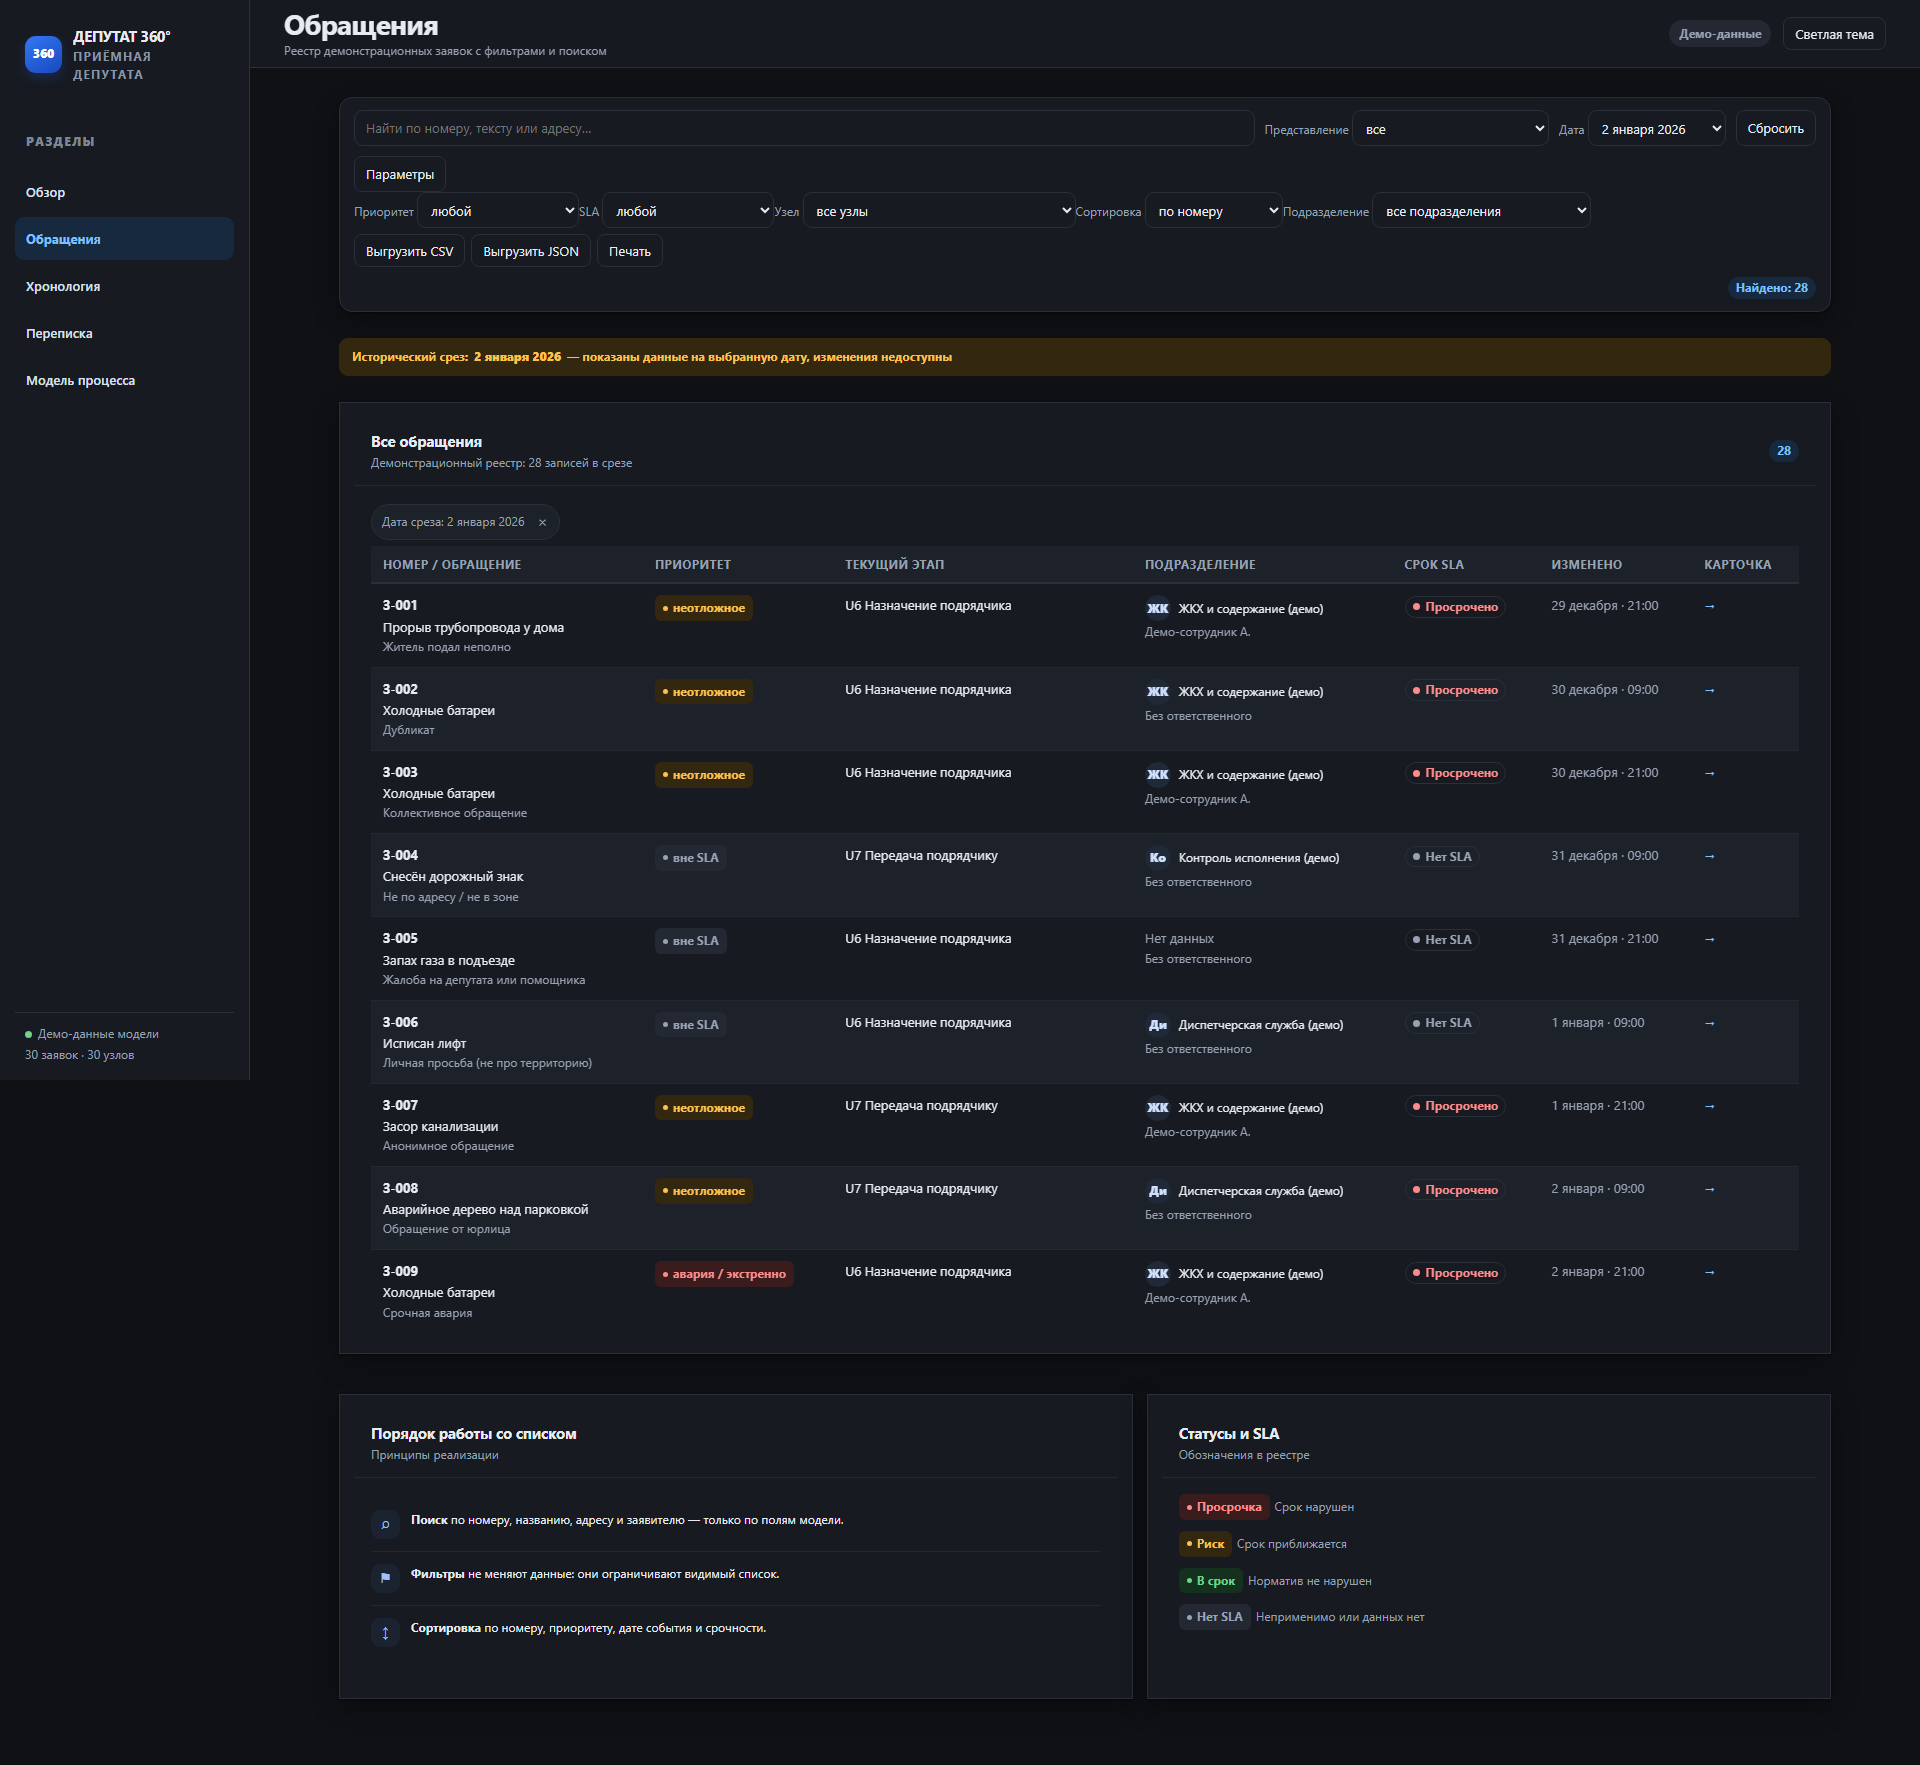 360
ДЕПУТАТ 360°
ПРИЁМНАЯ
ДЕПУТАТА
РАЗДЕЛЫ
Обзор
Обращения
Хронология
Переписка
Модель процесса
Демо-данные модели
30 заявок · 30 узлов
Обращения
Реестр демонстрационных заявок с фильтрами и поиском
Демо-данные
Светлая тема
Найти по номеру, тексту или адресу...
Представление все
Дата 2 января 2026
Сбросить
Параметры
Приоритет любой
SLA любой
Узел все узлы
Сортировка по номеру
Подразделение все подразделения
Выгрузить CSV
Выгрузить JSON
Печать
Найдено: 28
Исторический срез: 2 января 2026 — показаны данные на выбранную дату, изменения недоступны
Все обращения
Демонстрационный реестр: 28 записей в срезе
28
Дата среза: 2 января 2026 ×
НОМЕР / ОБРАЩЕНИЕ ПРИОРИТЕТ ТЕКУЩИЙ ЭТАП ПОДРАЗДЕЛЕНИЕ СРОК SLA ИЗМЕНЕНО КАРТОЧКА
З-001 неотложное U6 Назначение подрядчика ЖК ЖКХ и содержание (демо) Просрочено 29 декабря · 21:00 →
Прорыв трубопровода у дома Демо-сотрудник А.
Житель подал неполно
З-002 неотложное U6 Назначение подрядчика ЖК ЖКХ и содержание (демо) Просрочено 30 декабря · 09:00 →
Холодные батареи Без ответственного
Дубликат
З-003 неотложное U6 Назначение подрядчика ЖК ЖКХ и содержание (демо) Просрочено 30 декабря · 21:00 →
Холодные батареи Демо-сотрудник А.
Коллективное обращение
З-004 вне SLA U7 Передача подрядчику Ко Контроль исполнения (демо) Нет SLA 31 декабря · 09:00 →
Снесён дорожный знак Без ответственного
Не по адресу / не в зоне
З-005 вне SLA U6 Назначение подрядчика Нет данных Нет SLA 31 декабря · 21:00 →
Запах газа в подъезде Без ответственного
Жалоба на депутата или помощника
З-006 вне SLA U6 Назначение подрядчика Ди Диспетчерская служба (демо) Нет SLA 1 января · 09:00 →
Исписан лифт Без ответственного
Личная просьба (не про территорию)
З-007 неотложное U7 Передача подрядчику ЖК ЖКХ и содержание (демо) Просрочено 1 января · 21:00 →
Засор канализации Демо-сотрудник А.
Анонимное обращение
З-008 неотложное U7 Передача подрядчику Ди Диспетчерская служба (демо) Просрочено 2 января · 09:00 →
Аварийное дерево над парковкой Без ответственного
Обращение от юрлица
З-009 авария / экстренно U6 Назначение подрядчика ЖК ЖКХ и содержание (демо) Просрочено 2 января · 21:00 →
Холодные батареи Демо-сотрудник А.
Срочная авария
Порядок работы со списком
Принципы реализации
Поиск по номеру, названию, адресу и заявителю — только по полям модели.
Фильтры не меняют данные: они ограничивают видимый список.
Сортировка по номеру, приоритету, дате события и срочности.
Статусы и SLA
Обозначения в реестре
Просрочка Срок нарушен
Риск Срок приближается
В срок Норматив не нарушен
Нет SLA Неприменимо или данных нет